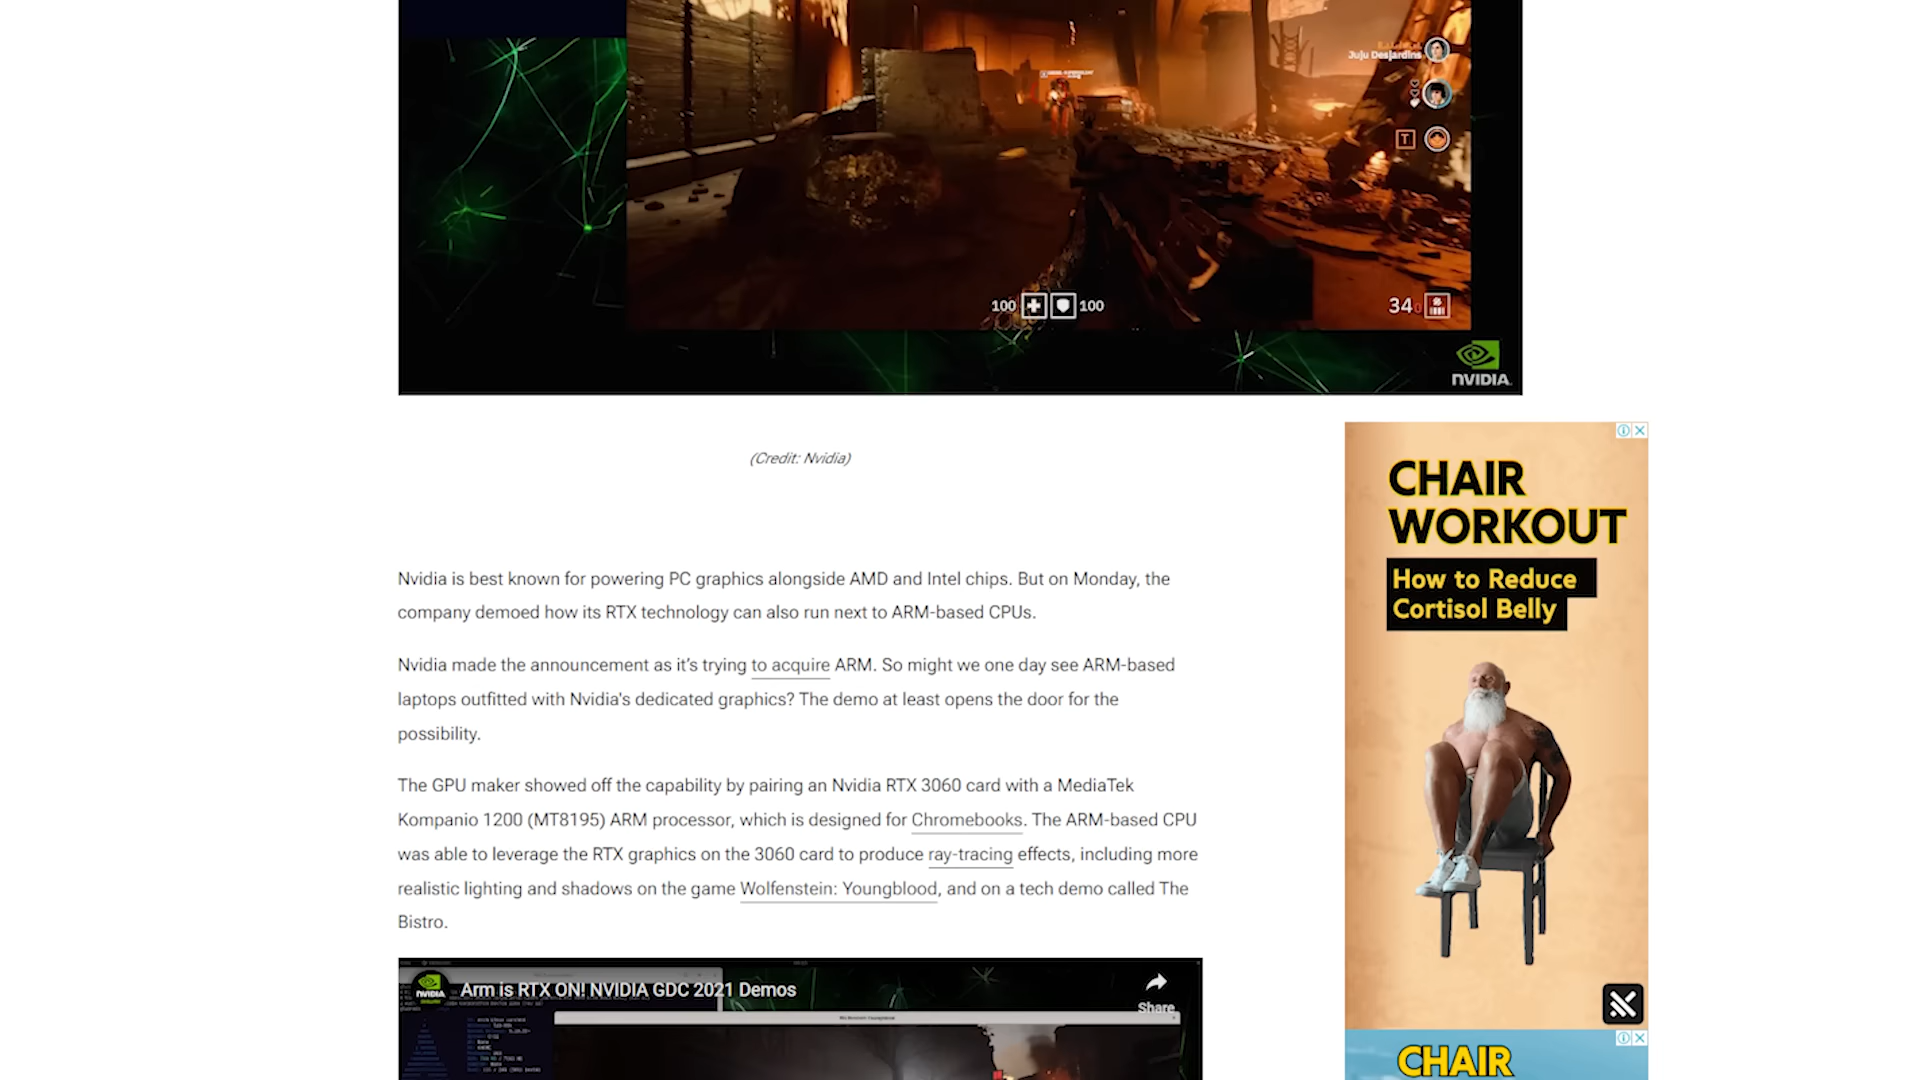 Juju Desjardins
T
100
100
34
NVIDIA.
(Credit: Nvidia)
Nvidia is best known for powering PC graphics alongside AMD and Intel chips. But on Monday, the
company demoed how its RTX technology can also run next to ARM-based CPUs.
Nvidia made the announcement as it’s trying to acquire ARM. So might we one day see ARM-based
laptops outfitted with Nvidia's dedicated graphics? The demo at least opens the door for the
possibility.
The GPU maker showed off the capability by pairing an Nvidia RTX 3060 card with a MediaTek
Kompanio 1200 (MT8195) ARM processor, which is designed for Chromebooks. The ARM-based CPU
was able to leverage the RTX graphics on the 3060 card to produce ray-tracing effects, including more
realistic lighting and shadows on the game Wolfenstein: Youngblood, and on a tech demo called The
Bistro.
NVIDIA
Arm is RTX ON! NVIDIA GDC 2021 Demos
Share
CHAIR
WORKOUT
How to Reduce
Cortisol Belly
CHAIR